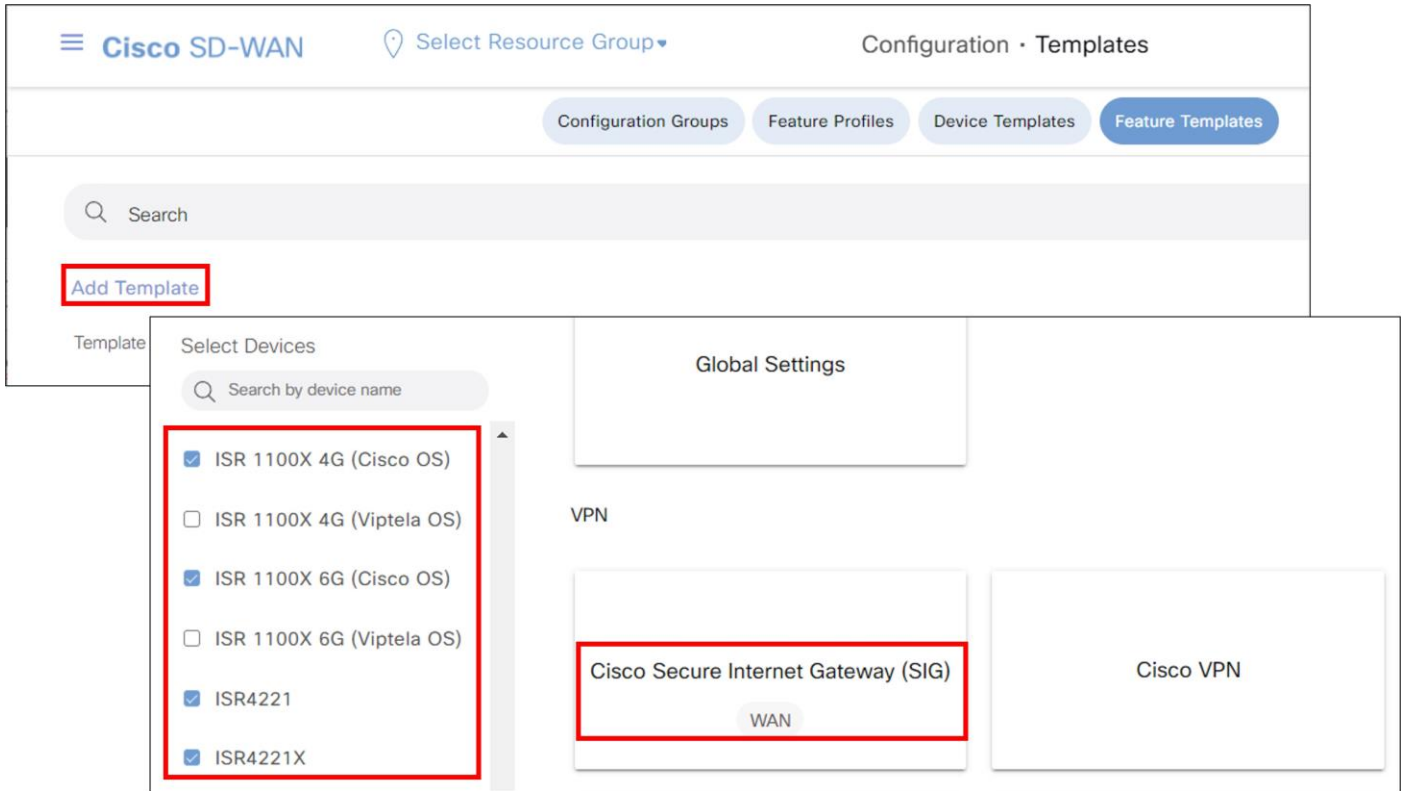 Cisco SD-WAN
Select Resource Group
Configuration · Templates
Configuration Groups
Feature Profiles
Device Templates
Feature Templates
Search
Add Template
Template
Select Devices
Search by device name
ISR 1100X 4G (Cisco OS)
ISR 1100X 4G (Viptela OS)
ISR 1100X 6G (Cisco OS)
ISR 1100X 6G (Viptela OS)
ISR4221
ISR4221X
Global Settings
VPN
Cisco Secure Internet Gateway (SIG)
WAN
Cisco VPN